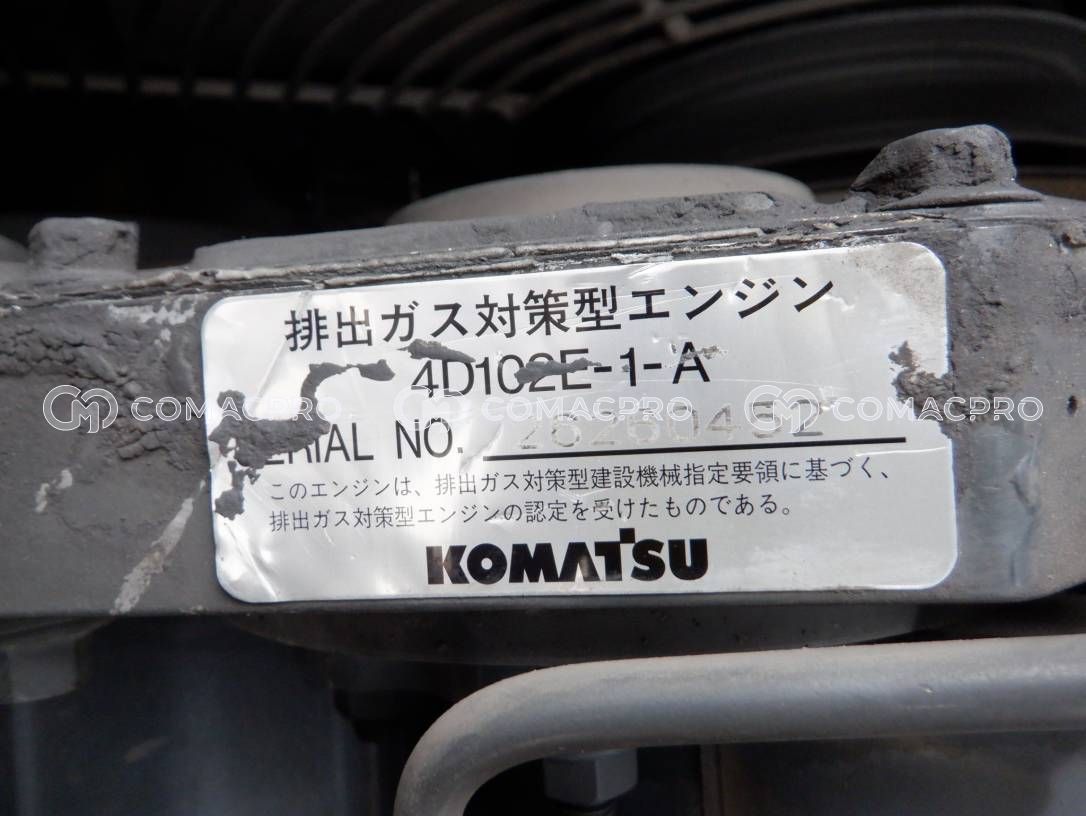 排出ガス対策型エンジン
4D102E-1-A
SERIAL NO. 26260452
このエンジンは、排出ガス対策型建設機械指定要領に基づく、
排出ガス対策型エンジンの認定を受けたものである。
KOMATSU
COMACPRO COMACPRO COMACPRO